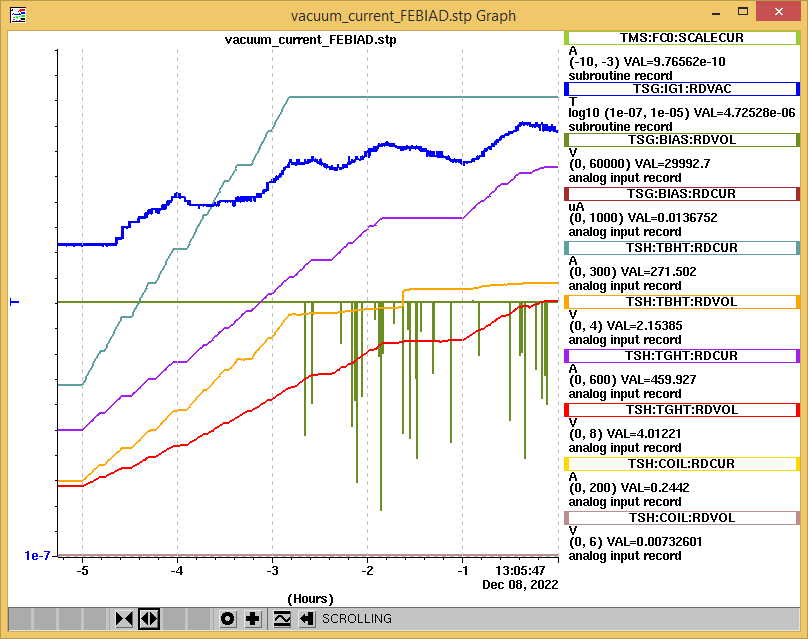 vacuum_current_FEBIAD.stp Graph
vacuum_current_FEBIAD.stp
TMS:FC0:SCALECUR
A
(-10, -3) VAL=9.76562e-10
subroutine record
TSG:IG1:RDVAC
T
log10 (1e-07, 1e-05) VAL=4.72528e-06
subroutine record
TSG:BIAS:RDVOL
V
(0, 60000) VAL=29992.7
analog input record
TSG:BIAS:RDCUR
uA
(0, 1000) VAL=0.0136752
analog input record
TSH:TBHT:RDCUR
A
(0, 300) VAL=271.502
analog input record
TSH:TBHT:RDVOL
V
(0, 4) VAL=2.15385
analog input record
TSH:TGHT:RDCUR
A
(0, 600) VAL=459.927
analog input record
TSH:TGHT:RDVOL
V
(0, 8) VAL=4.01221
analog input record
TSH:COIL:RDCUR
A
(0, 200) VAL=0.2442
analog input record
TSH:COIL:RDVOL
V
(0, 6) VAL=0.00732601
analog input record
T
1e-7
-5 -4 -3 -2 -1 13:05:47
Dec 08, 2022
(Hours)
SCROLLING